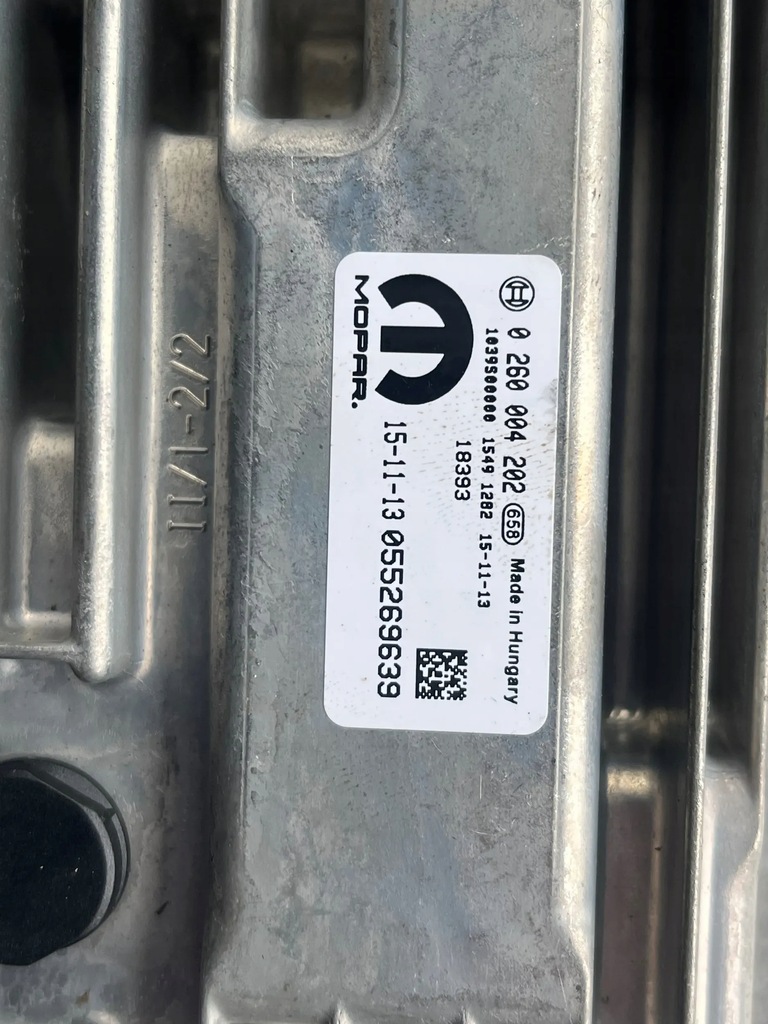 0 260 004 202 658 Made in Hungary
1039S00000 1549 1282 15-11-13
18393
MOPAR.
15-11-13 055269639
II/1-2/2